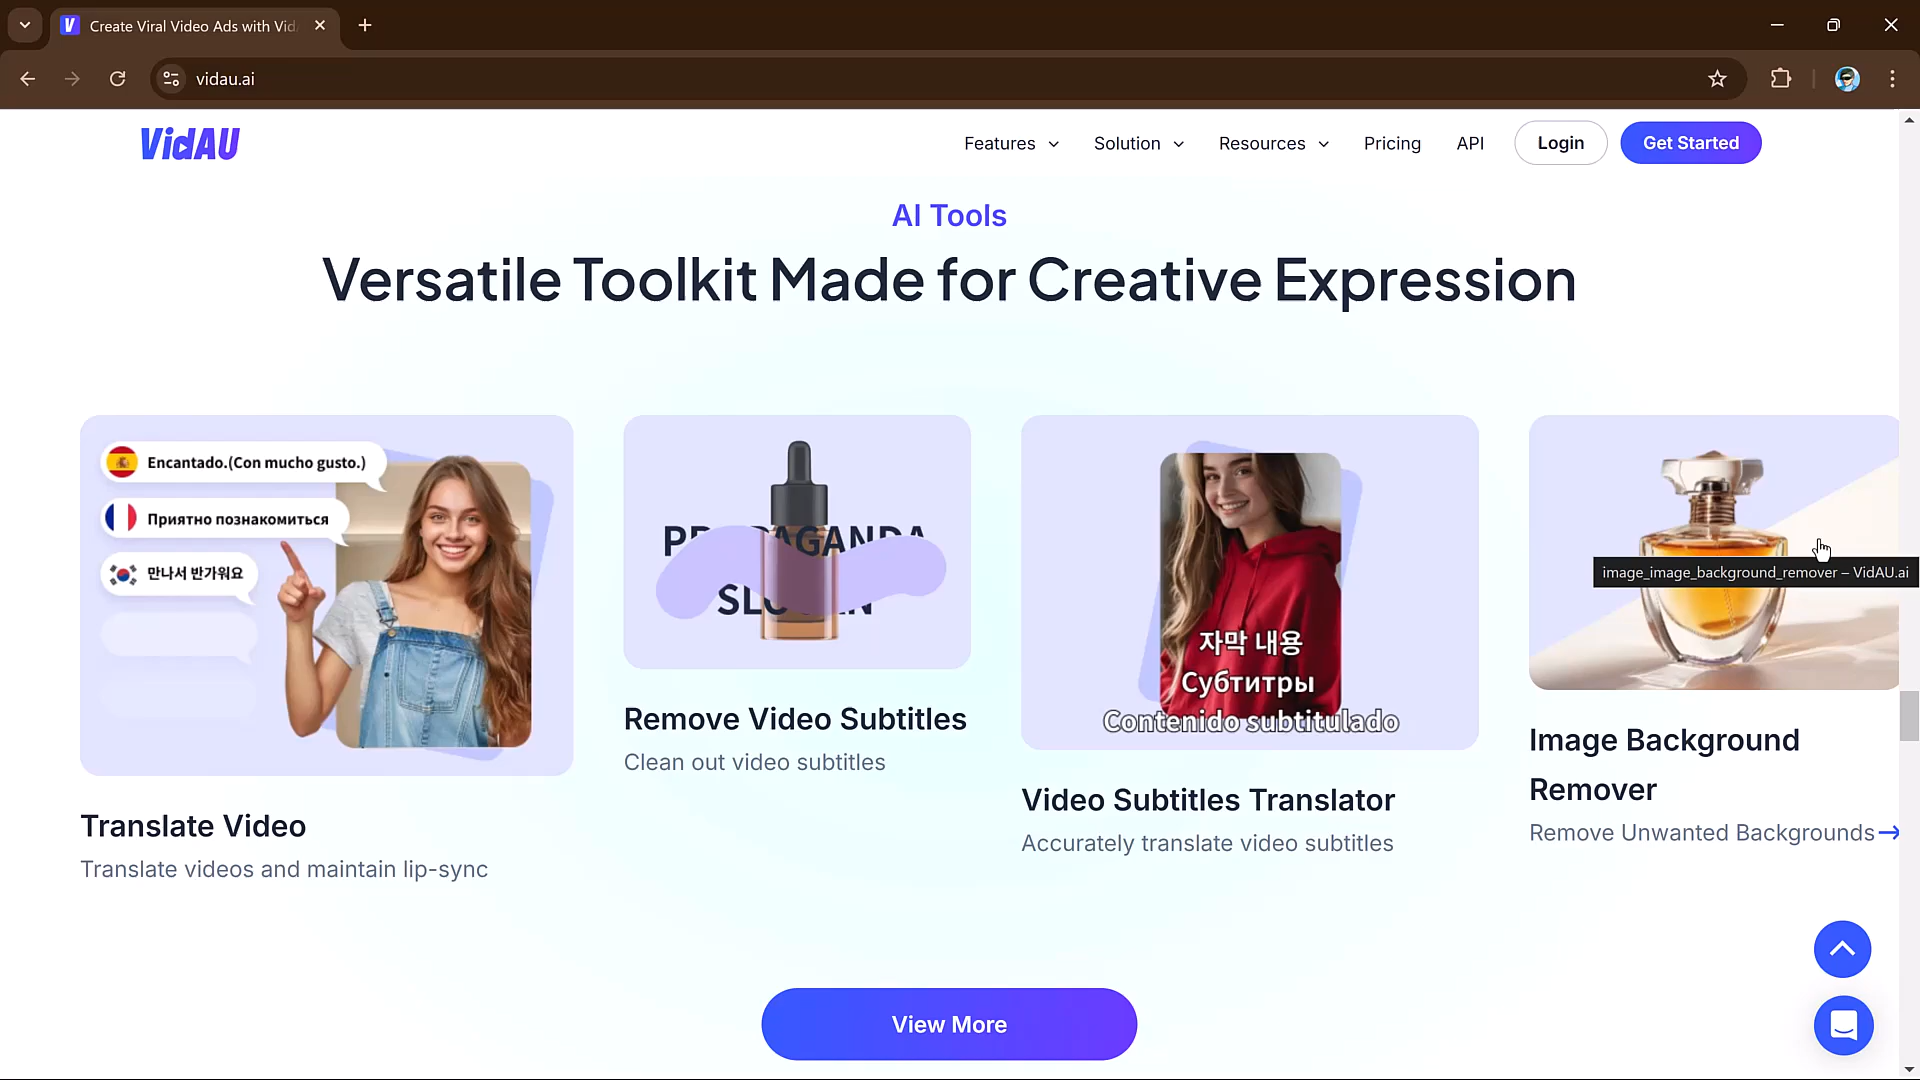 Create Viral Video Ads with Vid
vidau.ai
VidAU
Features
Solution
Resources
Pricing
API
Login
Get Started
AI Tools
Versatile Toolkit Made for Creative Expression
Encantado.(Con mucho gusto.)
Приятно познакомиться
만나서 반가워요
Translate Video
Translate videos and maintain lip-sync
Remove Video Subtitles
Clean out video subtitles
자막 내용
Субтитры
Contenido subtitulado
Video Subtitles Translator
Accurately translate video subtitles
image_image_background_remover – VidAU.ai
Image Background
Remover
Remove Unwanted Backgrounds
View More